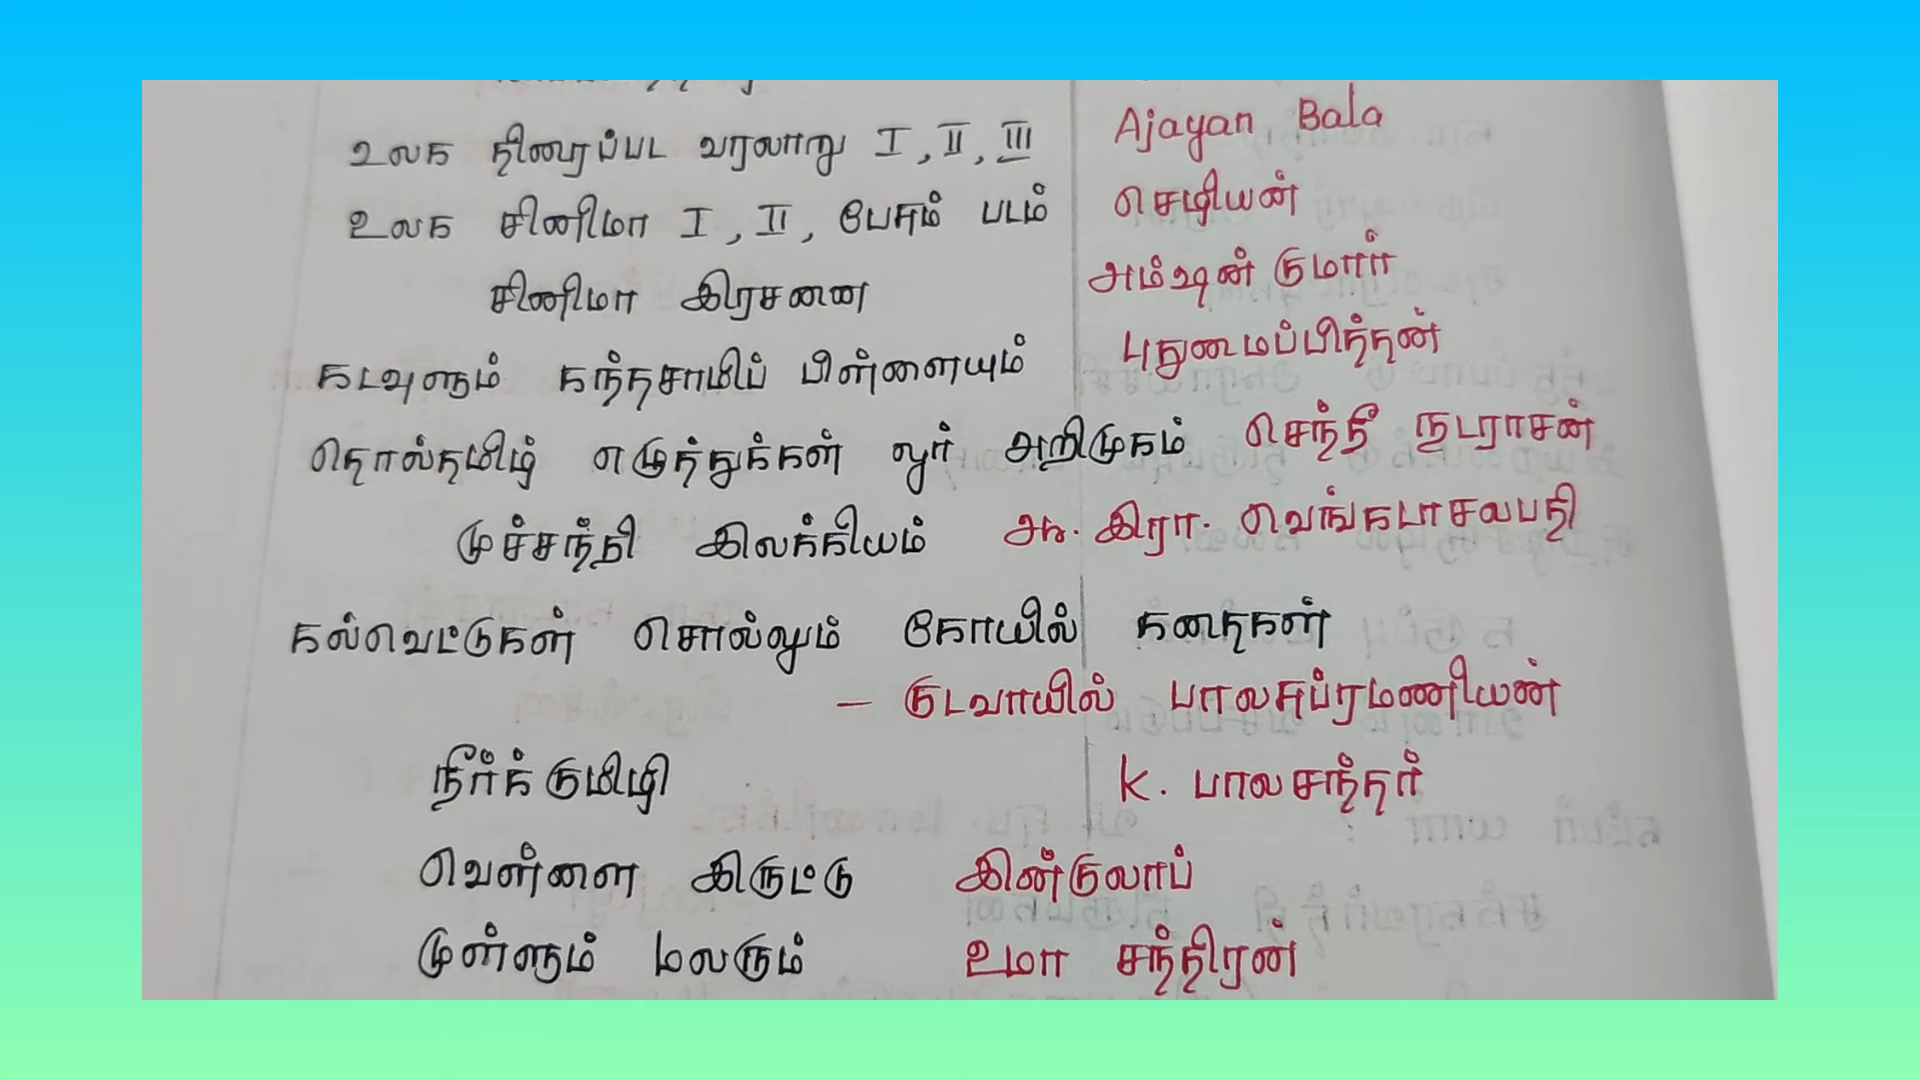 உலக திரைப்பட வரலாறு I, II, III Ajayan Bala
உலக சினிமா I, II, பேசும் படம் செழியன்
சினிமா இரசனை அம்ஷன் குமார்
கடவுளும் கந்தசாமிப் பிள்ளையும் புதுமைப்பித்தன்
தொல்தமிழ் எழுத்துக்கள் ஓர் அறிமுகம் செந்தீ நடராசன்
முச்சந்தி இலக்கியம் அ. இரா. வெங்கடாசலபதி
கல்வெட்டுகள் சொல்லும் கோயில் கதைகள்
– குடவாயில் பாலசுப்ரமணியன்
நீர்க்குமிழி K. பாலசந்தர்
வெள்ளை இருட்டு இன்குலாப்
முள்ளும் மலரும் உமா சந்திரன்